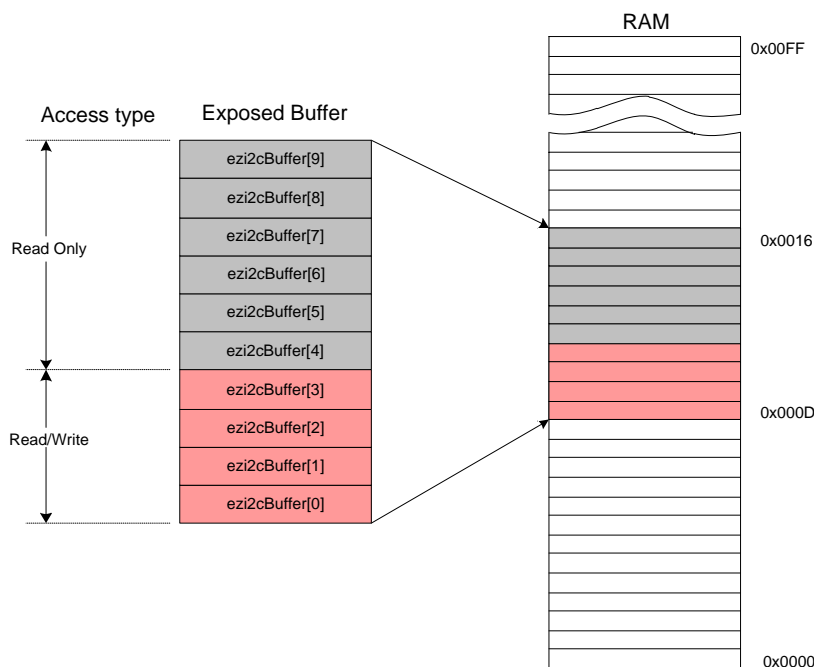 RAM
0x00FF
Access type
Exposed Buffer
ezi2cBuffer[9]
ezi2cBuffer[8]
ezi2cBuffer[7]
0x0016
Read Only
ezi2cBuffer[6]
ezi2cBuffer[5]
ezi2cBuffer[4]
ezi2cBuffer[3]
0x000D
Read/Write
ezi2cBuffer[2]
ezi2cBuffer[1]
ezi2cBuffer[0]
0x0000